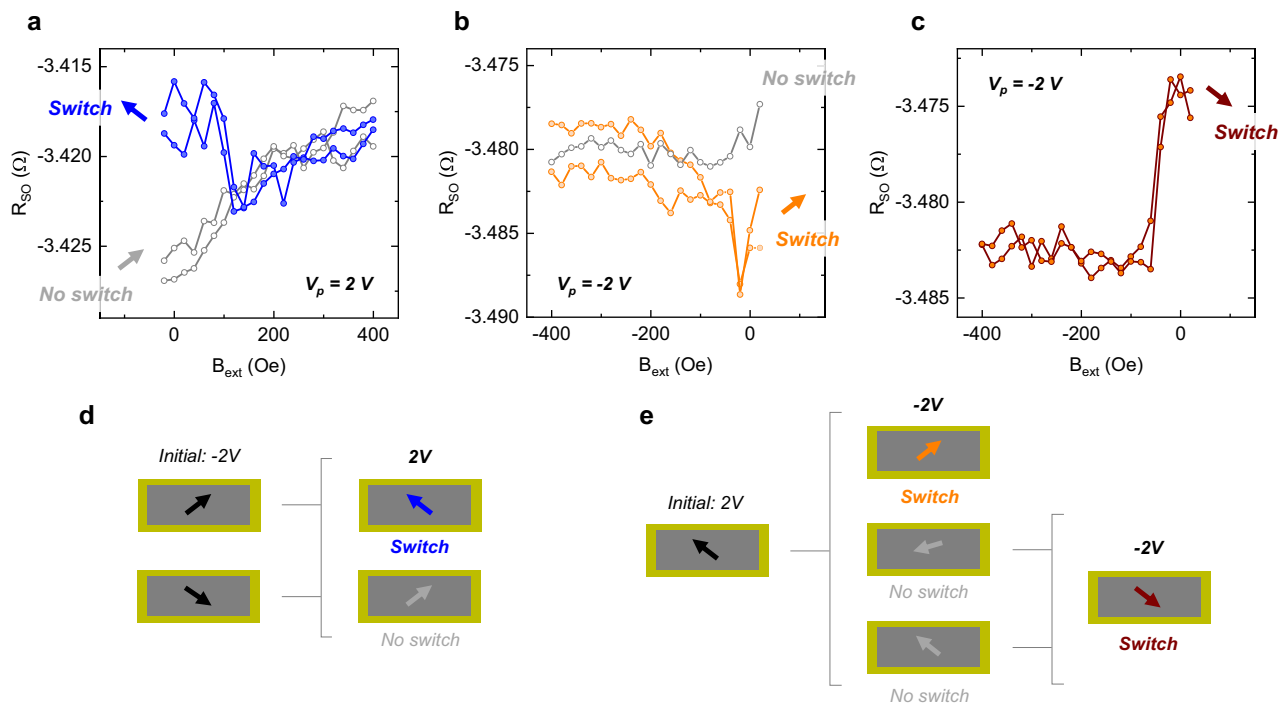 a
-3.415
-3.420
-3.425
R_SO (Ω)
Switch
No switch
V_p = 2 V
0
200
400
B_ext (Oe)
b
-3.475
-3.480
-3.485
-3.490
R_SO (Ω)
No switch
Switch
V_p = -2 V
-400
-200
0
B_ext (Oe)
c
-3.475
-3.480
-3.485
R_SO (Ω)
V_p = -2 V
Switch
-400
-200
0
B_ext (Oe)
d
Initial: -2V
2V
Switch
No switch
e
Initial: 2V
-2V
Switch
No switch
No switch
-2V
Switch